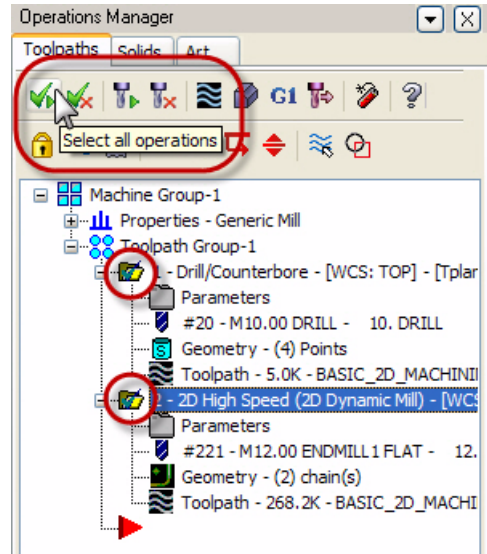 Operations Manager
Toolpaths Solids Art
G1
Select all operations
Machine Group-1
Properties - Generic Mill
Toolpath Group-1
1 - Drill/Counterbore - [WCS: TOP] - [Tplan
Parameters
#20 - M10.00 DRILL - 10. DRILL
Geometry - (4) Points
Toolpath - 5.0K - BASIC_2D_MACHINI
2 - 2D High Speed (2D Dynamic Mill) - [WCS
Parameters
#221 - M12.00 ENDMILL1 FLAT - 12.
Geometry - (2) chain(s)
Toolpath - 268.2K - BASIC_2D_MACHI